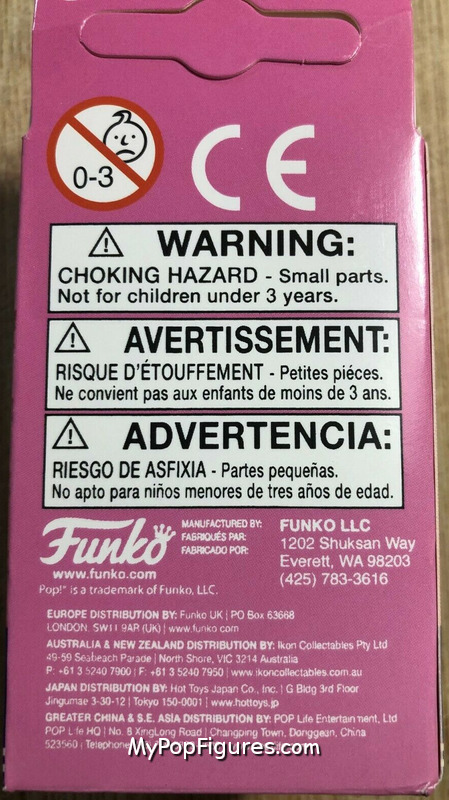 0-3
CE
WARNING:
CHOKING HAZARD - Small parts.
Not for children under 3 years.
AVERTISSEMENT:
RISQUE D'ÉTOUFFEMENT - Petites piéces.
Ne convient pas aux enfants de moins de 3 ans.
ADVERTENCIA:
RIESGO DE ASFIXIA - Partes pequeñas.
No apto para niños menores de tres años de edad.
Funko
www.funko.com
MANUFACTURED BY:
FABRIQUÉS PAR:
FABRICADO POR:
FUNKO LLC
1202 Shuksan Way
Everett, WA 98203
(425) 783-3616
Pop!™ is a trademark of Funko, LLC.
EUROPE DISTRIBUTION BY: Funko UK | PO Box 63668
LONDON, SW11 9AR (UK) | www.funko.com
AUSTRALIA & NEW ZEALAND DISTRIBUTION BY: Ikon Collectables Pty Ltd
49-59 Seabeach Parade | North Shore, VIC 3214 Australia
P: +61 3 5240 7900 | F: +61 3 5240 7950 | www.ikoncollectables.com.au
JAPAN DISTRIBUTION BY: Hot Toys Japan Co., Inc. | G Bldg 3rd Floor
Jingumae 3-30-12 | Tokyo 150-0001 | www.hottoys.jp
GREATER CHINA & S.E. ASIA DISTRIBUTION BY: POP Life Entertainment, Ltd
POP Life HQ | No. 8 XingLong Road | Changping Town, Donggean, China
523560 | Telephone
MyPopFigures.com